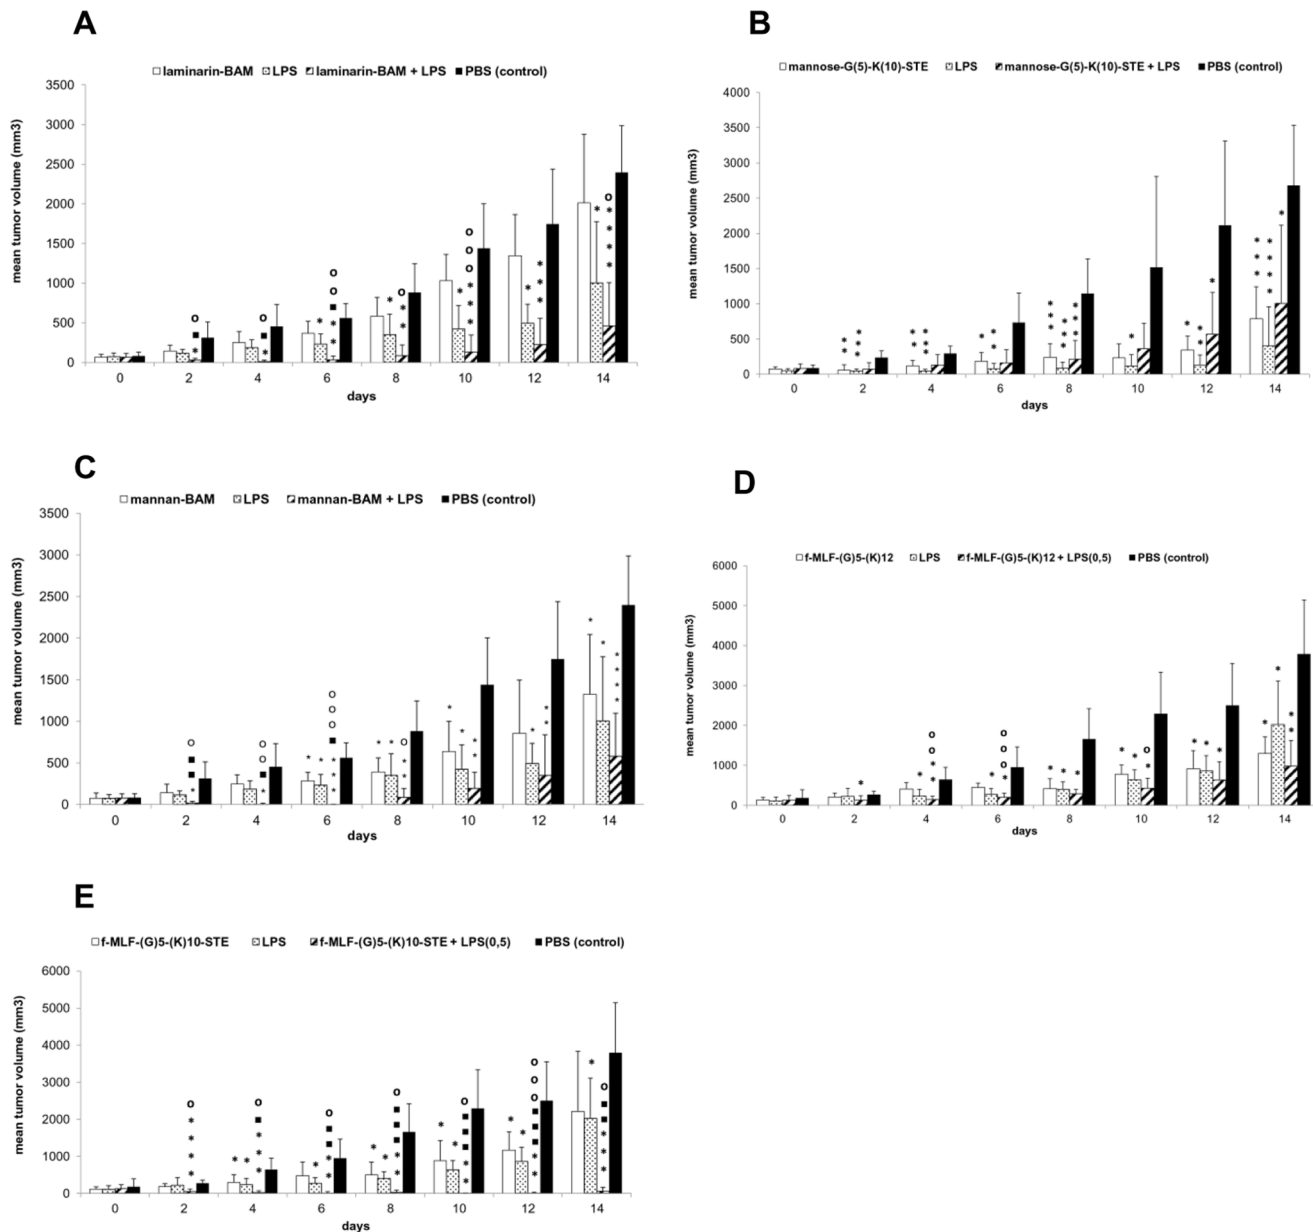 A
laminarin-BAM LPS laminarin-BAM + LPS PBS (control)
mean tumor volume (mm3)
3500
3000
2500
2000
1500
1000
500
0
0 2 4 6 8 10 12 14
days
B
mannose-G(5)-K(10)-STE LPS mannose-G(5)-K(10)-STE + LPS PBS (control)
mean tumor volume (mm3)
4000
3500
3000
2500
2000
1500
1000
500
0
0 2 4 6 8 10 12 14
days
C
mannan-BAM LPS mannan-BAM + LPS PBS (control)
mean tumor volume (mm3)
3500
3000
2500
2000
1500
1000
500
0
0 2 4 6 8 10 12 14
days
D
f-MLF-(G)5-(K)12 LPS f-MLF-(G)5-(K)12 + LPS(0,5) PBS (control)
mean tumor volume (mm3)
6000
5000
4000
3000
2000
1000
0
0 2 4 6 8 10 12 14
days
E
f-MLF-(G)5-(K)10-STE LPS f-MLF-(G)5-(K)10-STE + LPS(0,5) PBS (control)
mean tumor volume (mm3)
6000
5000
4000
3000
2000
1000
0
0 2 4 6 8 10 12 14
days